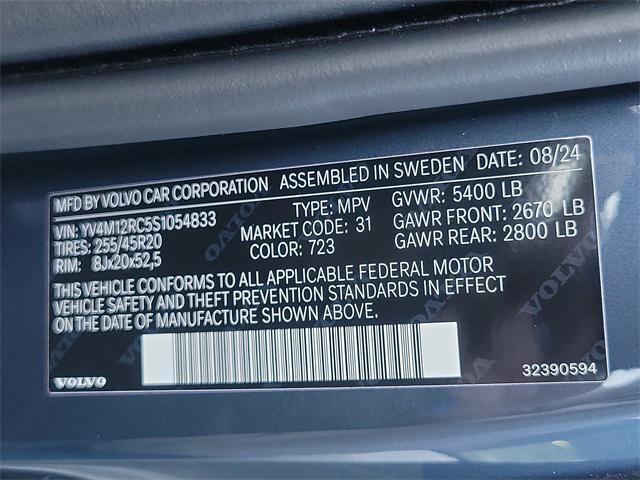 MFD BY VOLVO CAR CORPORATION ASSEMBLED IN SWEDEN DATE: 08/24
VIN: YV4M12RC5S1054833 TYPE: MPV GVWR: 5400 LB
TIRES: 255/45R20 MARKET CODE: 31 GAWR FRONT: 2670 LB
RIM: 8Jx20x52,5 COLOR: 723 GAWR REAR: 2800 LB
THIS VEHICLE CONFORMS TO ALL APPLICABLE FEDERAL MOTOR
VEHICLE SAFETY AND THEFT PREVENTION STANDARDS IN EFFECT
ON THE DATE OF MANUFACTURE SHOWN ABOVE.
VOLVO 32390594